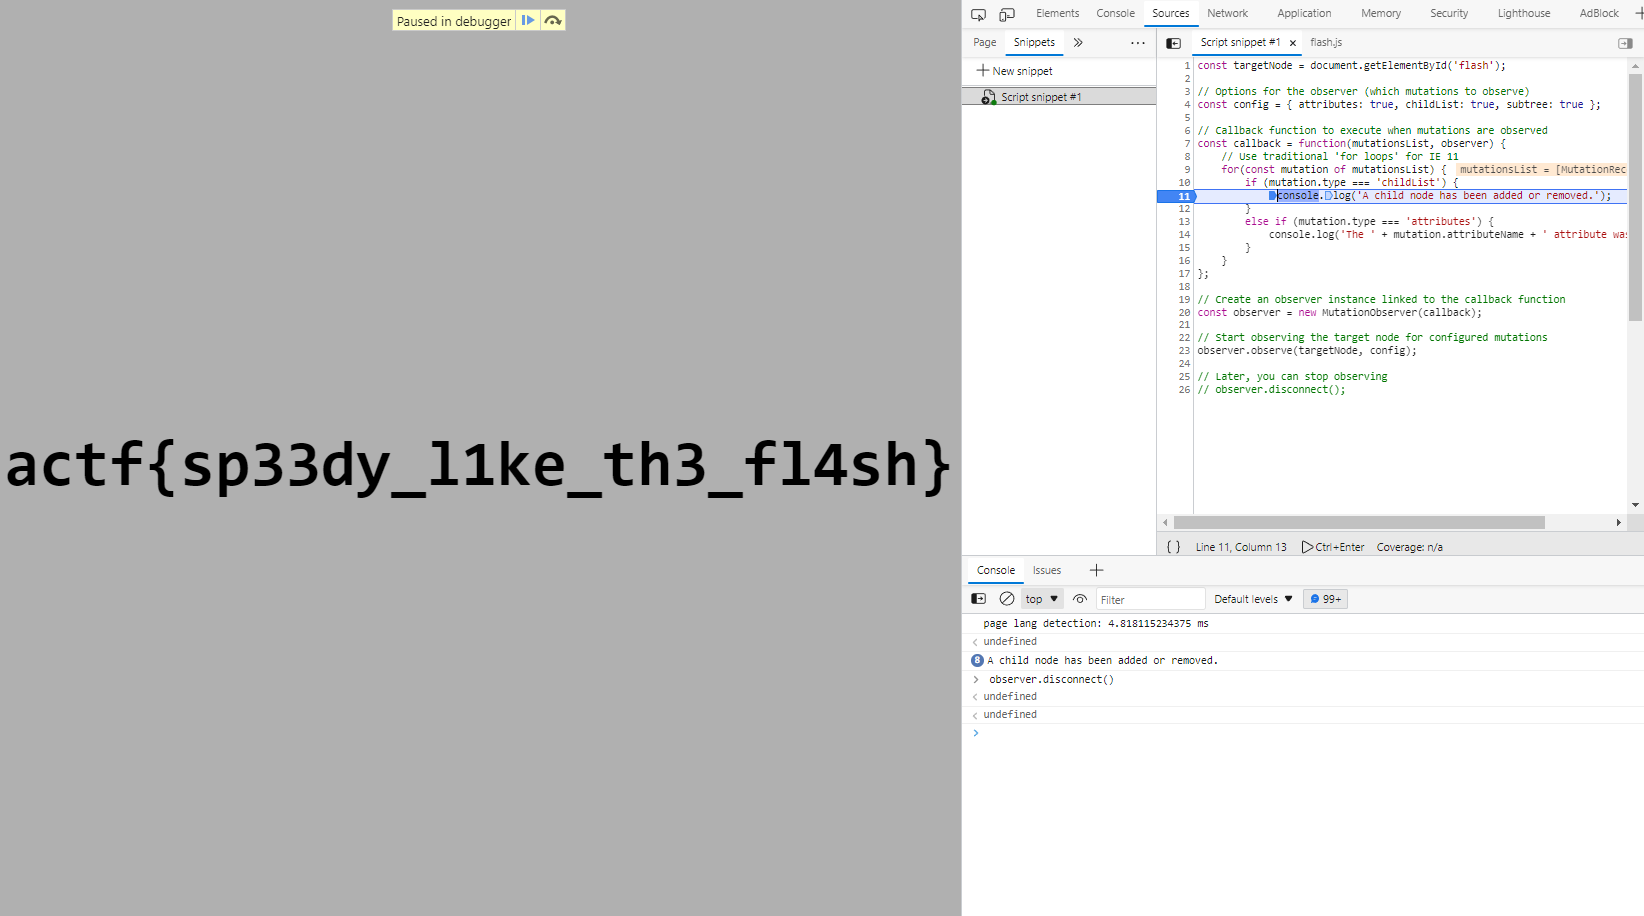 Paused in debugger
actf{sp33dy_l1ke_th3_fl4sh}
Elements Console Sources Network Application Memory Security Lighthouse AdBlock
Page Snippets
New snippet
Script snippet #1
Script snippet #1 × flash.js
1 const targetNode = document.getElementById('flash');
2
3 // Options for the observer (which mutations to observe)
4 const config = { attributes: true, childList: true, subtree: true };
5
6 // Callback function to execute when mutations are observed
7 const callback = function(mutationsList, observer) {
8 // Use traditional 'for loops' for IE 11
9 for(const mutation of mutationsList) { mutationsList = [MutationRec
10 if (mutation.type === 'childList') {
11 console.log('A child node has been added or removed.');
12 }
13 else if (mutation.type === 'attributes') {
14 console.log('The ' + mutation.attributeName + ' attribute was
15 }
16 }
17 };
18
19 // Create an observer instance linked to the callback function
20 const observer = new MutationObserver(callback);
21
22 // Start observing the target node for configured mutations
23 observer.observe(targetNode, config);
24
25 // Later, you can stop observing
26 // observer.disconnect();
{ } Line 11, Column 13 Ctrl+Enter Coverage: n/a
Console Issues
top Filter Default levels 99+
page lang detection: 4.818115234375 ms
undefined
8 A child node has been added or removed.
observer.disconnect()
undefined
undefined